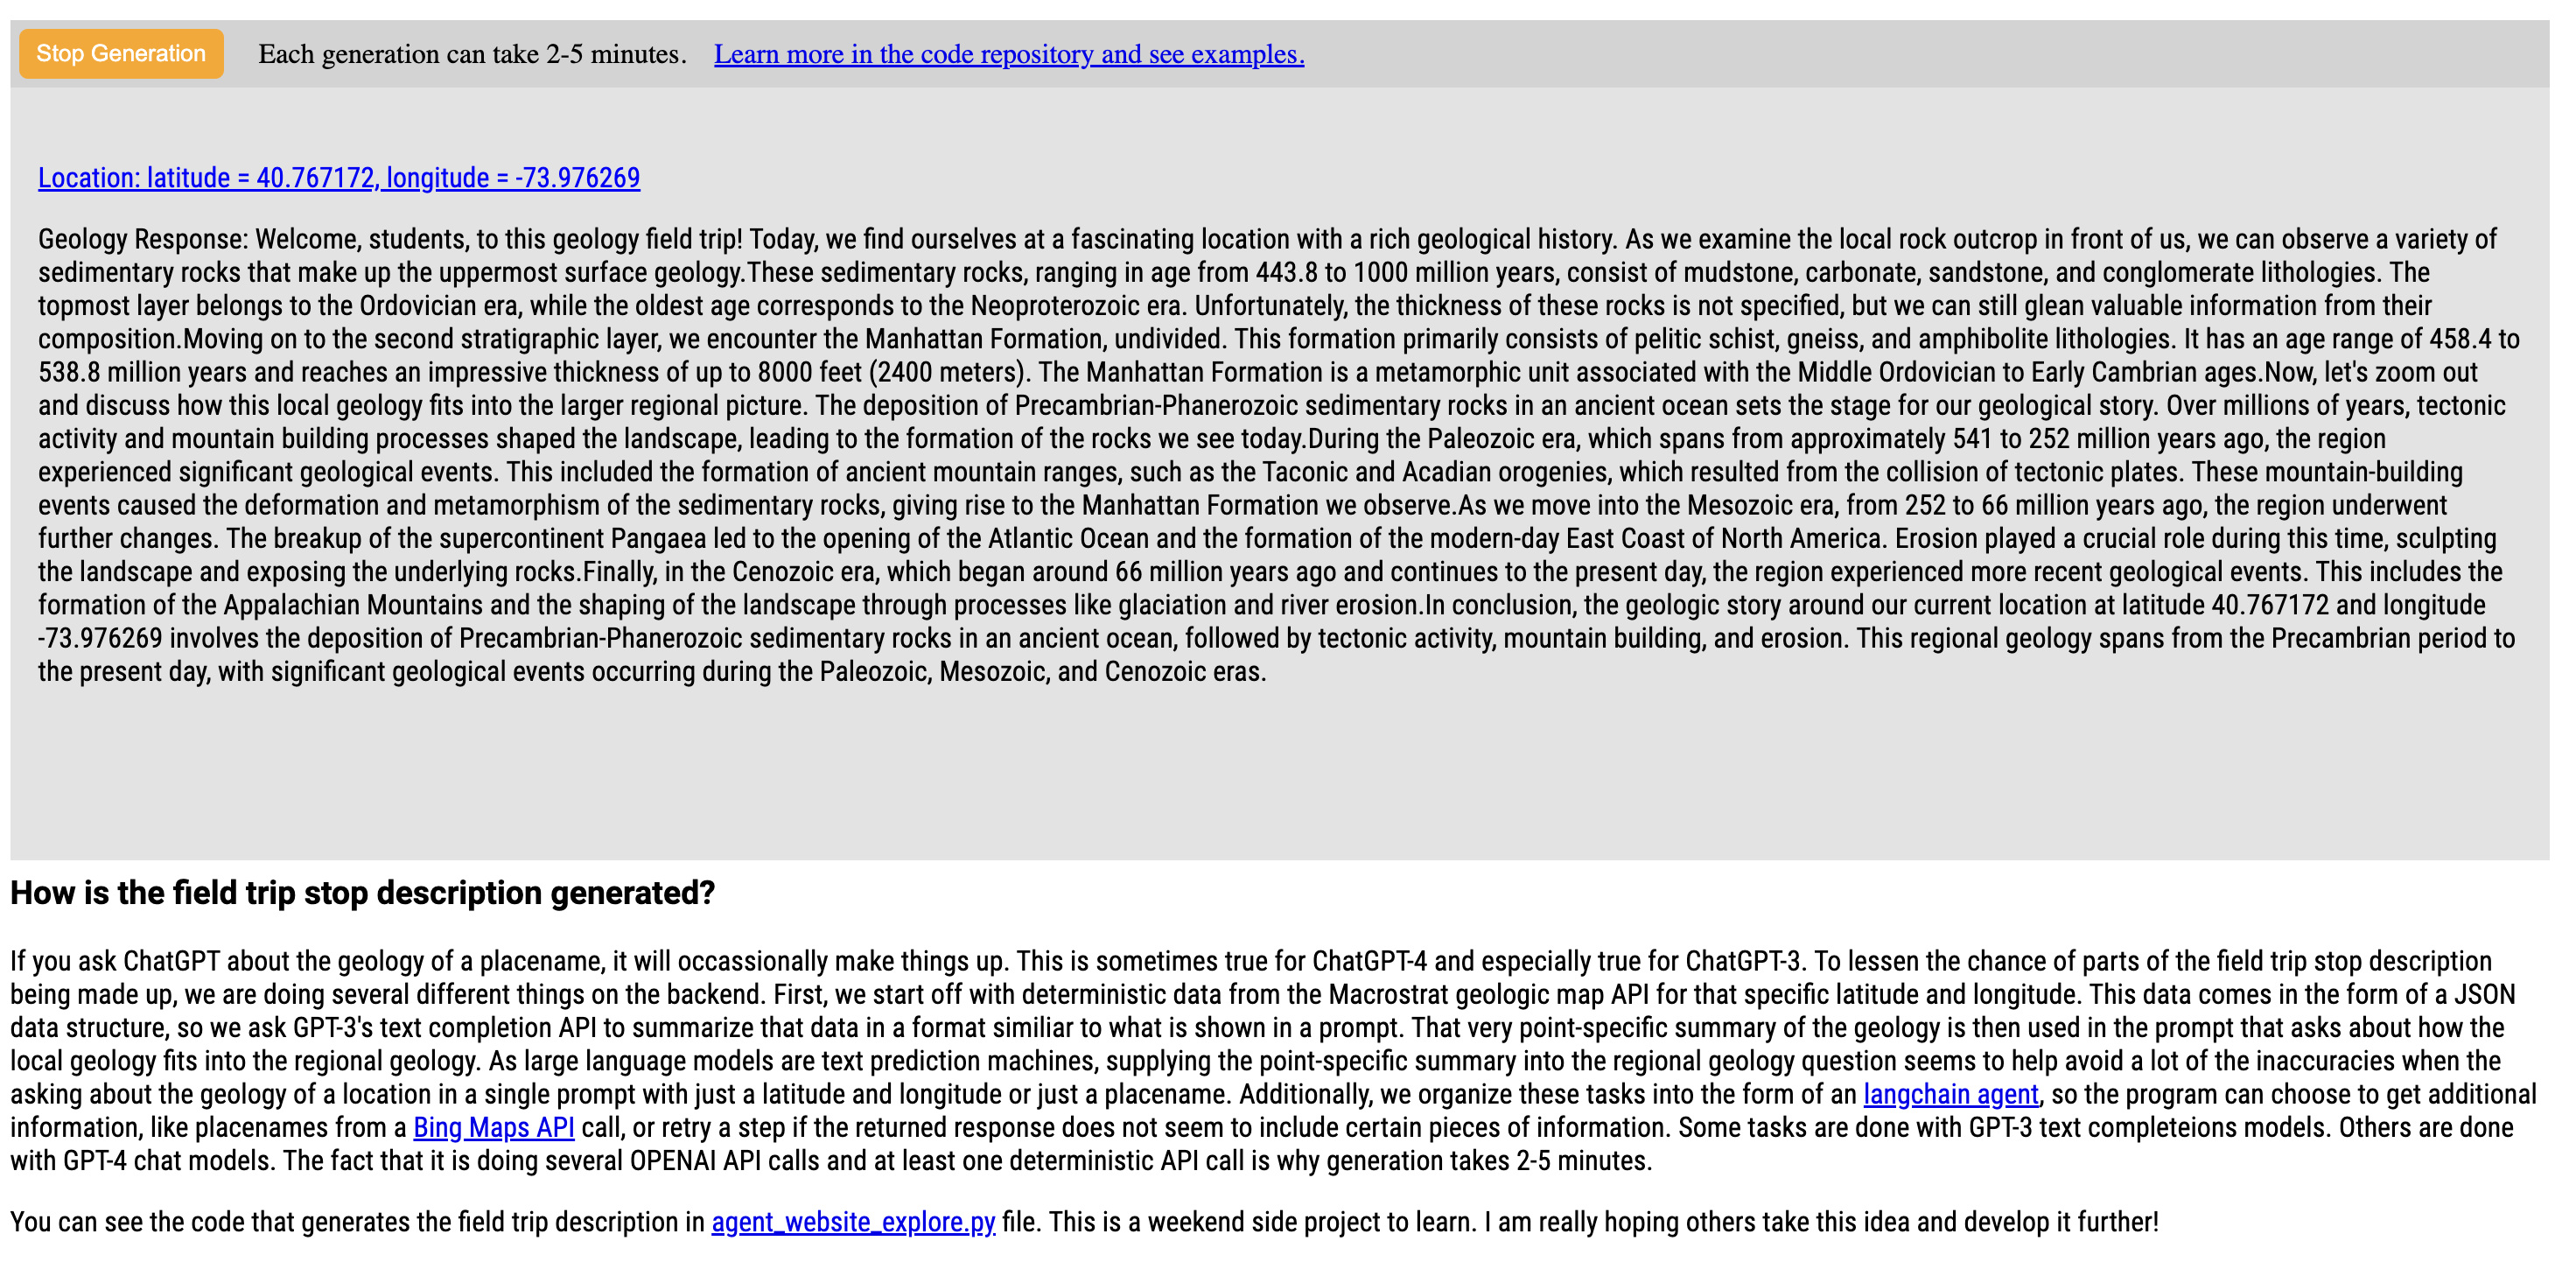 Stop Generation
Each generation can take 2-5 minutes. Learn more in the code repository and see examples.
Location: latitude = 40.767172, longitude = -73.976269
Geology Response: Welcome, students, to this geology field trip! Today, we find ourselves at a fascinating location with a rich geological history. As we examine the local rock outcrop in front of us, we can observe a variety of
sedimentary rocks that make up the uppermost surface geology.These sedimentary rocks, ranging in age from 443.8 to 1000 million years, consist of mudstone, carbonate, sandstone, and conglomerate lithologies. The
topmost layer belongs to the Ordovician era, while the oldest age corresponds to the Neoproterozoic era. Unfortunately, the thickness of these rocks is not specified, but we can still glean valuable information from their
composition.Moving on to the second stratigraphic layer, we encounter the Manhattan Formation, undivided. This formation primarily consists of pelitic schist, gneiss, and amphibolite lithologies. It has an age range of 458.4 to
538.8 million years and reaches an impressive thickness of up to 8000 feet (2400 meters). The Manhattan Formation is a metamorphic unit associated with the Middle Ordovician to Early Cambrian ages.Now, let's zoom out
and discuss how this local geology fits into the larger regional picture. The deposition of Precambrian-Phanerozoic sedimentary rocks in an ancient ocean sets the stage for our geological story. Over millions of years, tectonic
activity and mountain building processes shaped the landscape, leading to the formation of the rocks we see today.During the Paleozoic era, which spans from approximately 541 to 252 million years ago, the region
experienced significant geological events. This included the formation of ancient mountain ranges, such as the Taconic and Acadian orogenies, which resulted from the collision of tectonic plates. These mountain-building
events caused the deformation and metamorphism of the sedimentary rocks, giving rise to the Manhattan Formation we observe.As we move into the Mesozoic era, from 252 to 66 million years ago, the region underwent
further changes. The breakup of the supercontinent Pangaea led to the opening of the Atlantic Ocean and the formation of the modern-day East Coast of North America. Erosion played a crucial role during this time, sculpting
the landscape and exposing the underlying rocks.Finally, in the Cenozoic era, which began around 66 million years ago and continues to the present day, the region experienced more recent geological events. This includes the
formation of the Appalachian Mountains and the shaping of the landscape through processes like glaciation and river erosion.In conclusion, the geologic story around our current location at latitude 40.767172 and longitude
-73.976269 involves the deposition of Precambrian-Phanerozoic sedimentary rocks in an ancient ocean, followed by tectonic activity, mountain building, and erosion. This regional geology spans from the Precambrian period to
the present day, with significant geological events occurring during the Paleozoic, Mesozoic, and Cenozoic eras.
How is the field trip stop description generated?
If you ask ChatGPT about the geology of a placename, it will occassionally make things up. This is sometimes true for ChatGPT-4 and especially true for ChatGPT-3. To lessen the chance of parts of the field trip stop description
being made up, we are doing several different things on the backend. First, we start off with deterministic data from the Macrostrat geologic map API for that specific latitude and longitude. This data comes in the form of a JSON
data structure, so we ask GPT-3's text completion API to summarize that data in a format similiar to what is shown in a prompt. That very point-specific summary of the geology is then used in the prompt that asks about how the
local geology fits into the regional geology. As large language models are text prediction machines, supplying the point-specific summary into the regional geology question seems to help avoid a lot of the inaccuracies when the
asking about the geology of a location in a single prompt with just a latitude and longitude or just a placename. Additionally, we organize these tasks into the form of an langchain agent, so the program can choose to get additional
information, like placenames from a Bing Maps API call, or retry a step if the returned response does not seem to include certain pieces of information. Some tasks are done with GPT-3 text completeions models. Others are done
with GPT-4 chat models. The fact that it is doing several OPENAI API calls and at least one deterministic API call is why generation takes 2-5 minutes.
You can see the code that generates the field trip description in agent_website_explore.py file. This is a weekend side project to learn. I am really hoping others take this idea and develop it further!